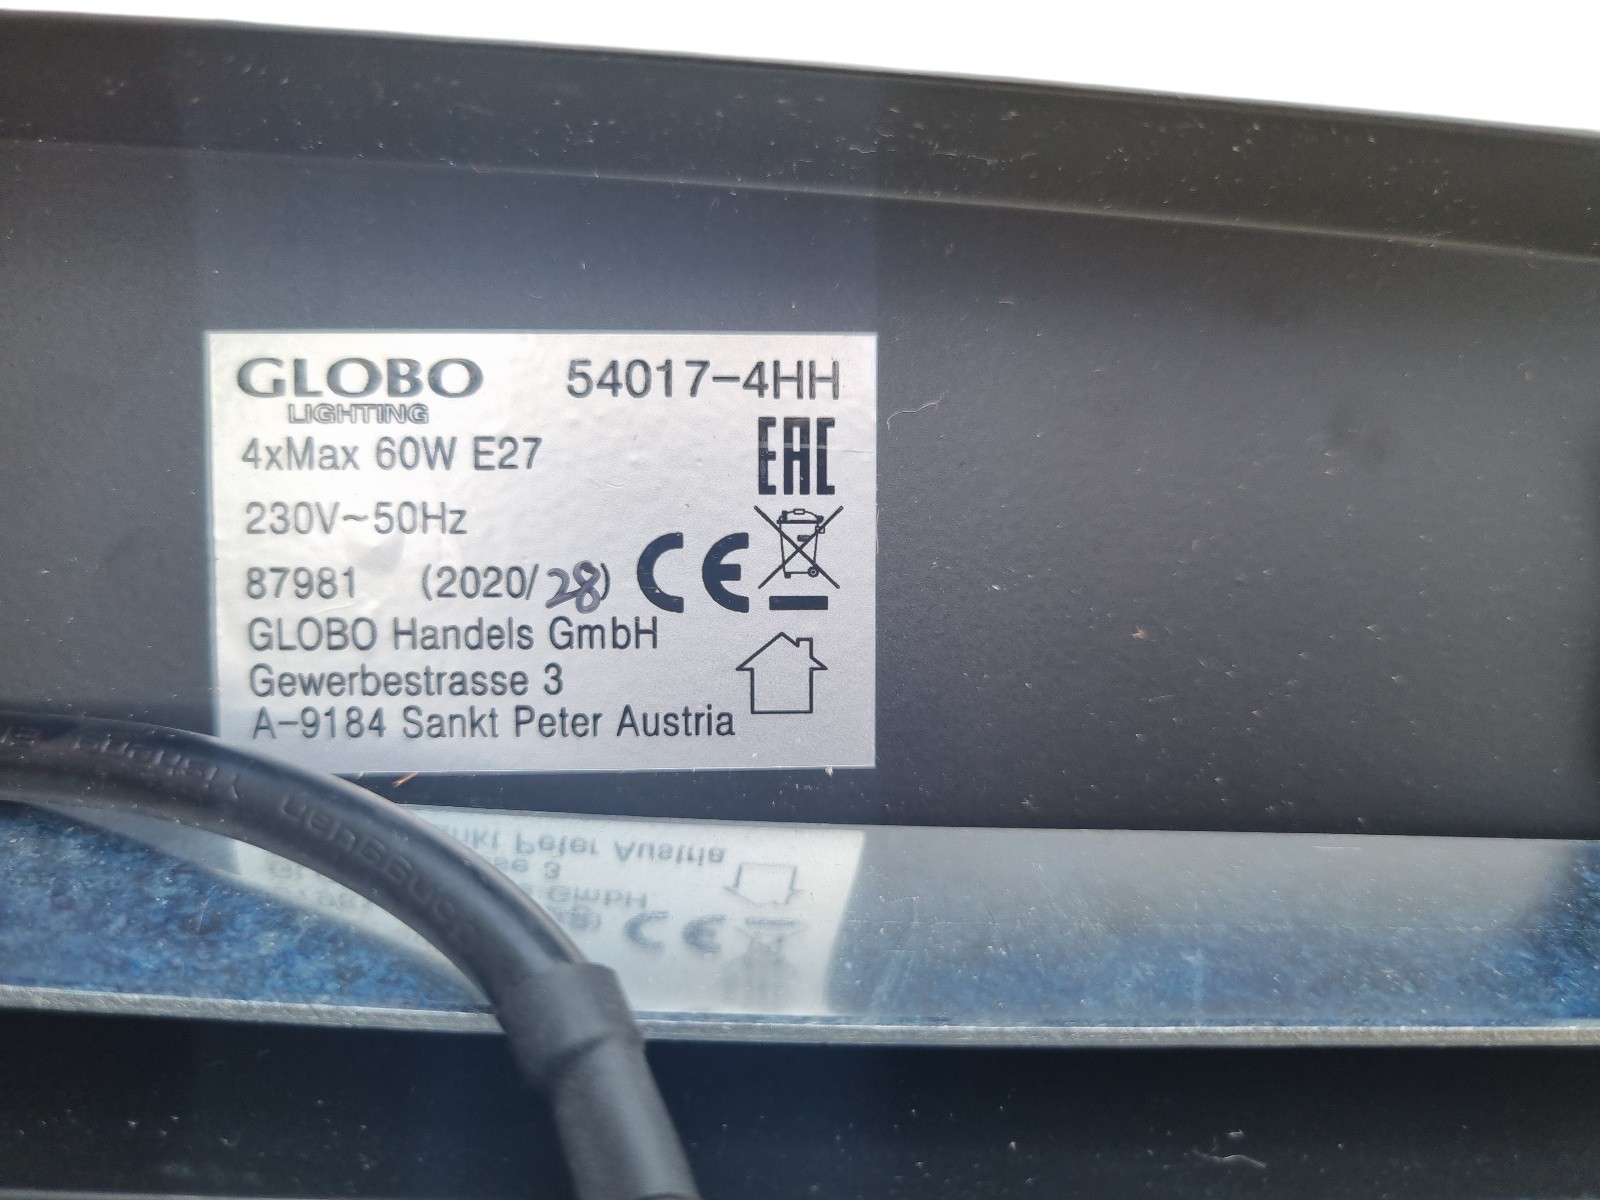 GLOBO 54017-4HH
LIGHTING
4xMax 60W E27
EAC
230V~50Hz
87981 (2020/28) CE
GLOBO Handels GmbH
Gewerbestrasse 3
A-9184 Sankt Peter Austria